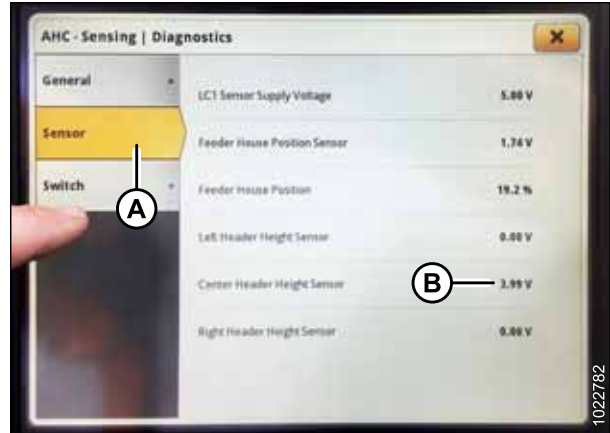 AHC - Sensing | Diagnostics
General
Sensor
Switch
A
LC1 Sensor Supply Voltage 5.00 V
Feeder House Position Sensor 1.74 V
Feeder House Position 19.2 %
Left Header Height Sensor 0.00 V
Center Header Height Sensor B 3.99 V
Right Header Height Sensor 0.00 V
1022782